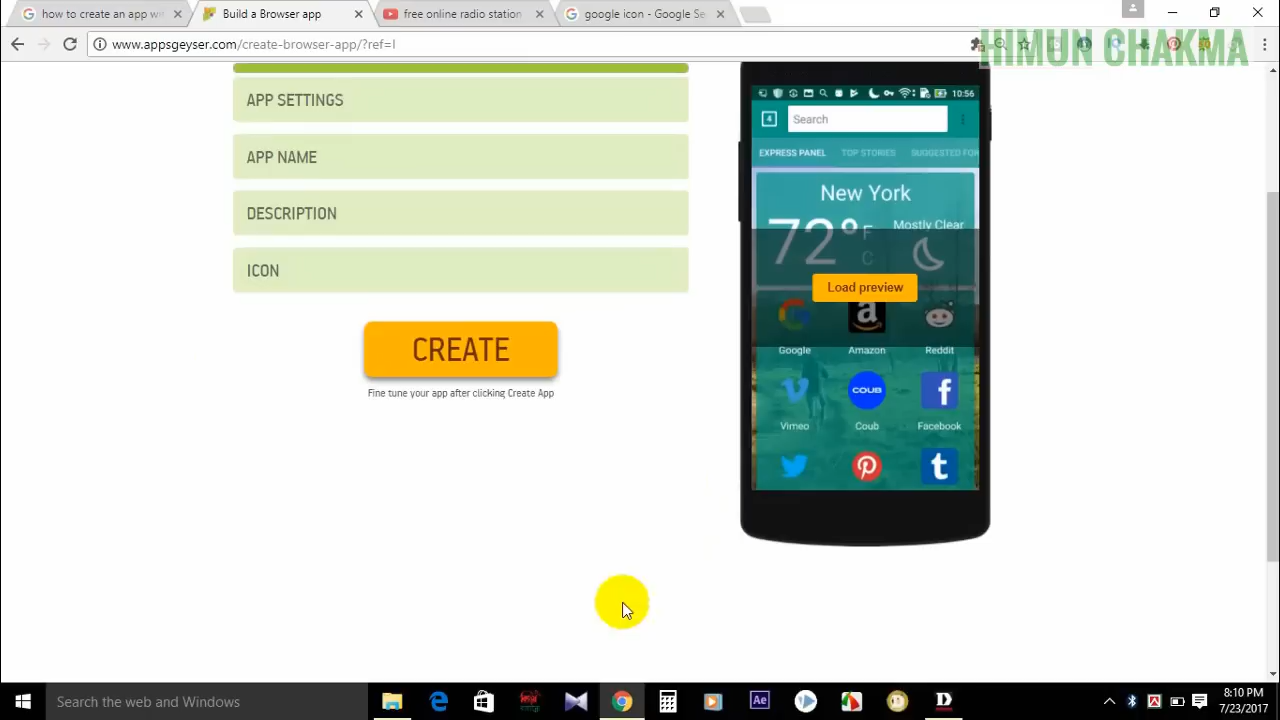 how to create an app wit
Build a Browser app
free online radio station
google icon - Google Se
www.appsgeyser.com/create-browser-app/?ref=l
HIMUN CHAKMA
APP SETTINGS
APP NAME
DESCRIPTION
ICON
CREATE
Fine tune your app after clicking Create App
10:56
4
Search
EXPRESS PANEL TOP STORIES SUGGESTED FOR
New York
72° F
C
Mostly Clear
Load preview
Google Amazon Reddit
COUB
Vimeo Coub Facebook
Search the web and Windows
Ae
8:10 PM
7/23/2017